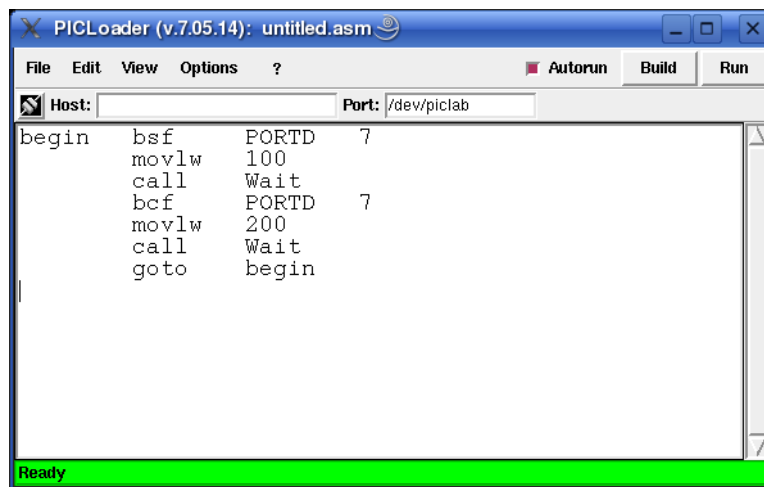 PICLoader (v.7.05.14): untitled.asm
File Edit View Options ? Autorun Build Run
Host: Port: /dev/piclab
begin bsf PORTD 7
movlw 100
call Wait
bcf PORTD 7
movlw 200
call Wait
goto begin
Ready